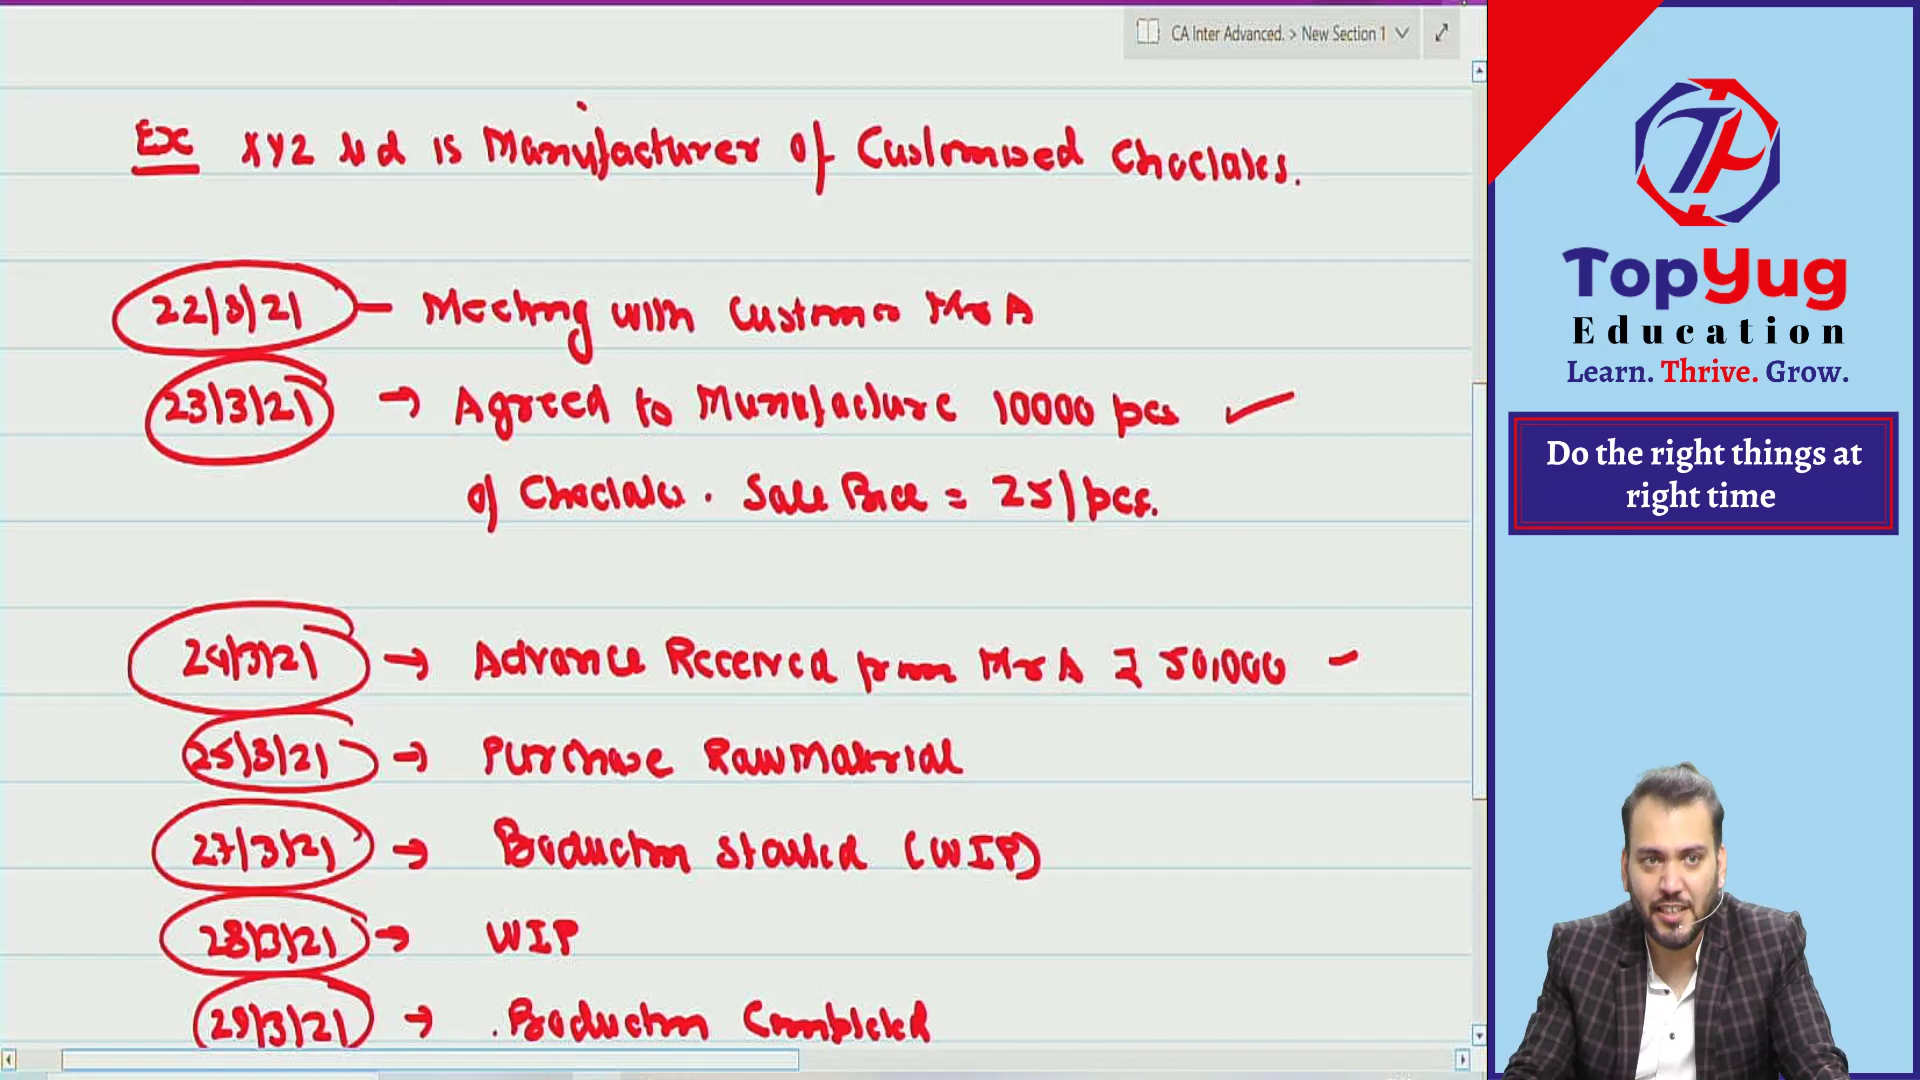 CA Inter Advanced. > New Section 1
Ex XYZ Ltd is Manufacturer of Customised Choclates.
22/3/21 — Meeting with Customer Mr A
23/3/21 → Agreed to Manufacture 10000 pcs ✓
of Choclates. Sale Price = 25/pcs.
24/3/21 → Advance Received from Mr A ₹ 50,000 -
25/3/21 → Purchase Raw Material
27/3/21 → Production Started (WIP)
28/3/21 → WIP
29/3/21 → . Production Completed
TopYug
Education
Learn. Thrive. Grow.
Do the right things at
right time